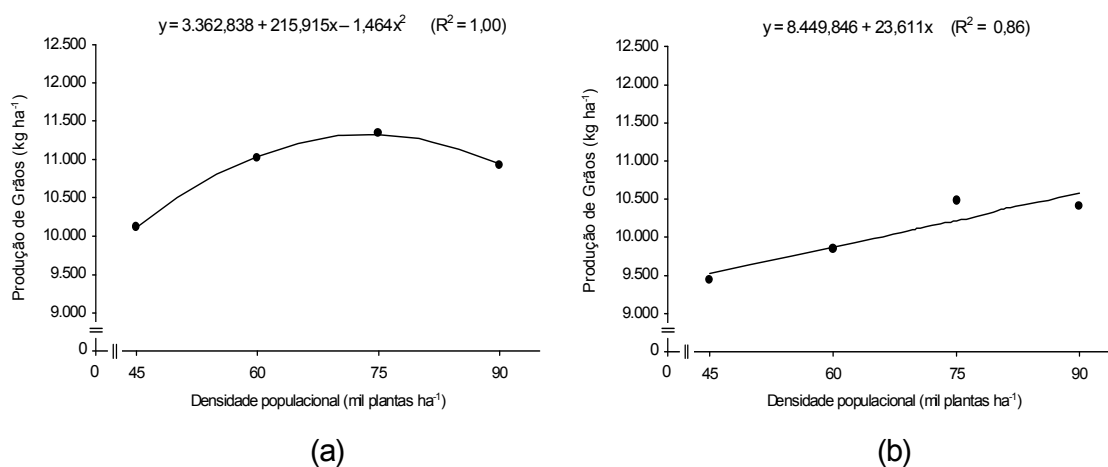 y = 3.362,838 + 215,915x – 1,464x² (R² = 1,00)
12.500
12.000
11.500
11.000
10.500
10.000
9.500
9.000
0
Produção de Grãos (kg ha⁻¹)
0 45 60 75 90
Densidade populacional (mil plantas ha⁻¹)
(a)
y = 8.449,846 + 23,611x (R² = 0,86)
12.500
12.000
11.500
11.000
10.500
10.000
9.500
9.000
0
Produção de Grãos (kg ha⁻¹)
0 45 60 75 90
Densidade populacional (mil plantas ha⁻¹)
(b)